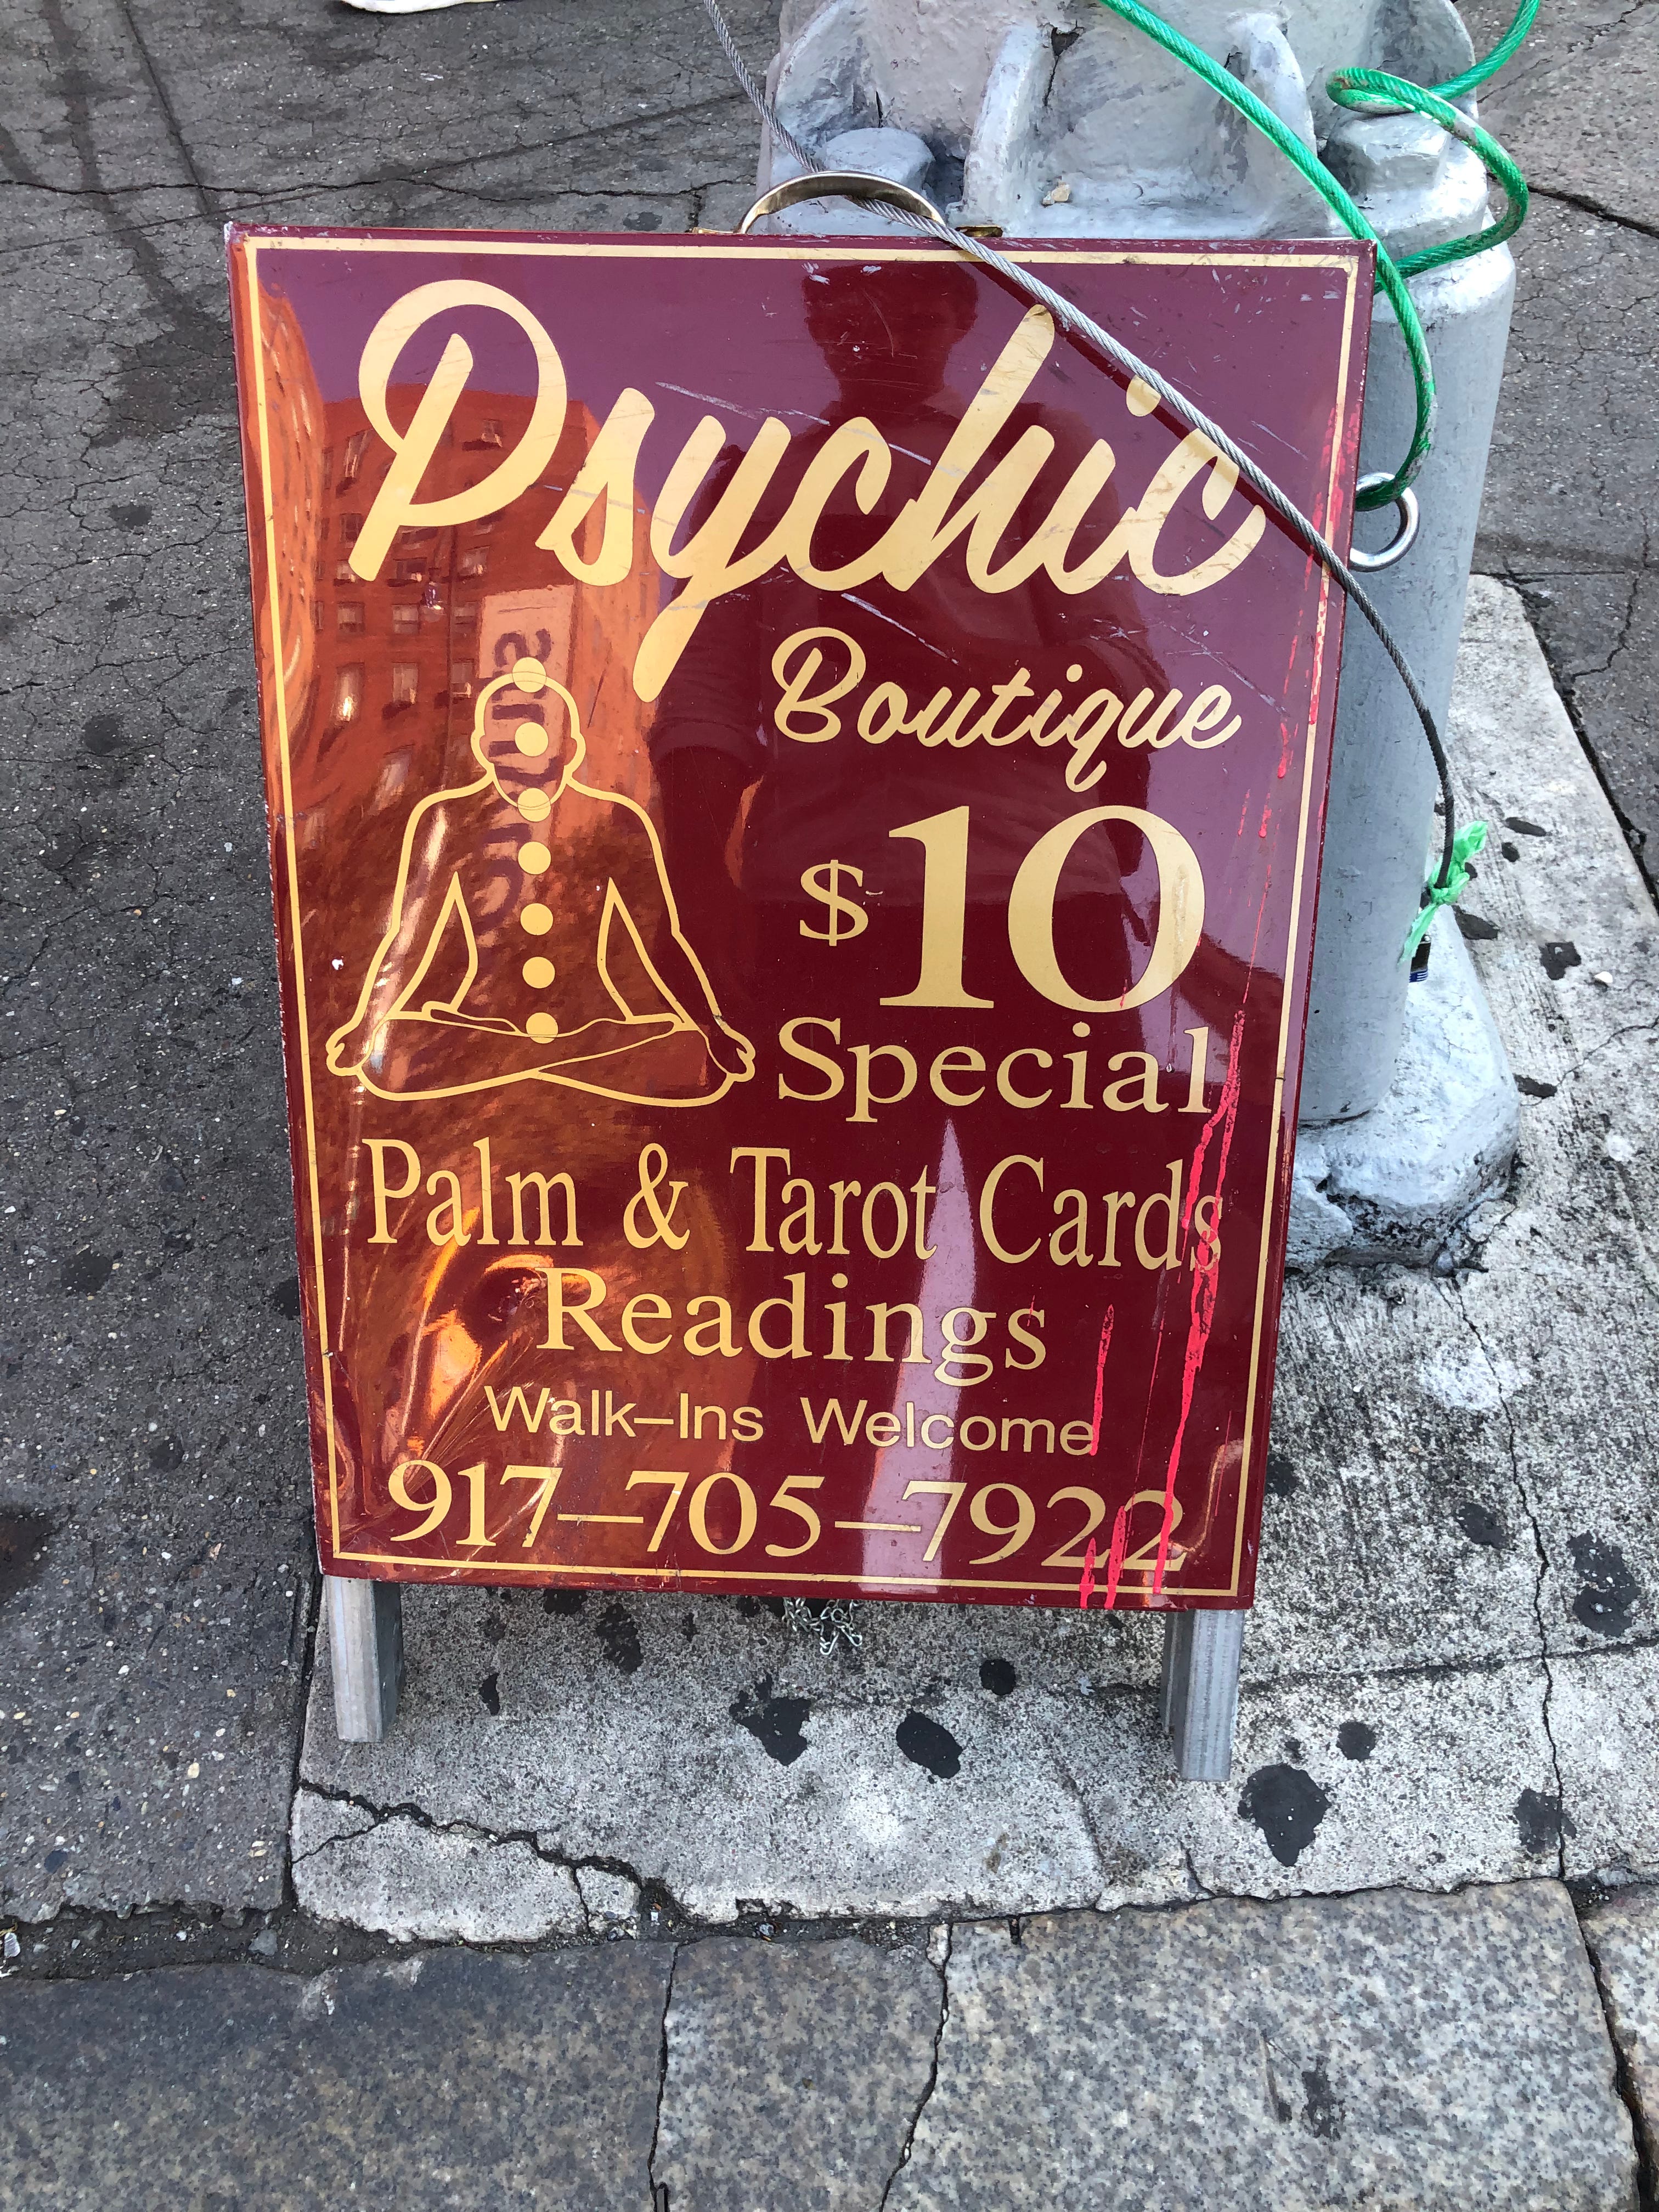 Psychic
Boutique
$10
Special
Palm & Tarot Cards
Readings
Walk-Ins Welcome
917-705-7922